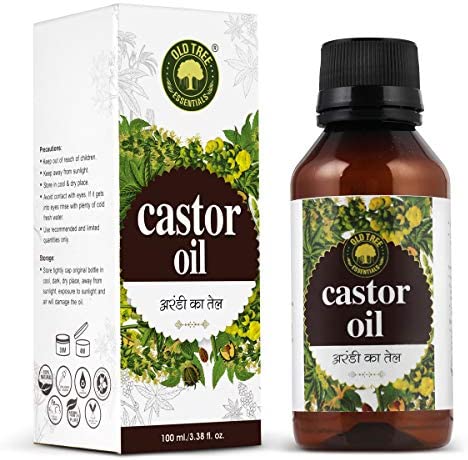 OLD TREE
ESSENTIALS
®
Precautions:
• Keep out of reach of children.
• Keep away from sunlight
• Store in cold & dry place.
• Avoid contact with eyes. If it gets
into eyes rinse with plenty of cold
fresh water.
• Use recommended and limited
quantities only.
Storage:
• Store tightly cap original bottle in
cool, dark, dry place, away from
sunlight, exposure to sunlight and
air will damage the oil.
castor
oil
अरंडी का तेल
100 ml./3.38 fl. oz.
OLD TREE
ESSENTIALS
castor
oil
अरंडी का तेल